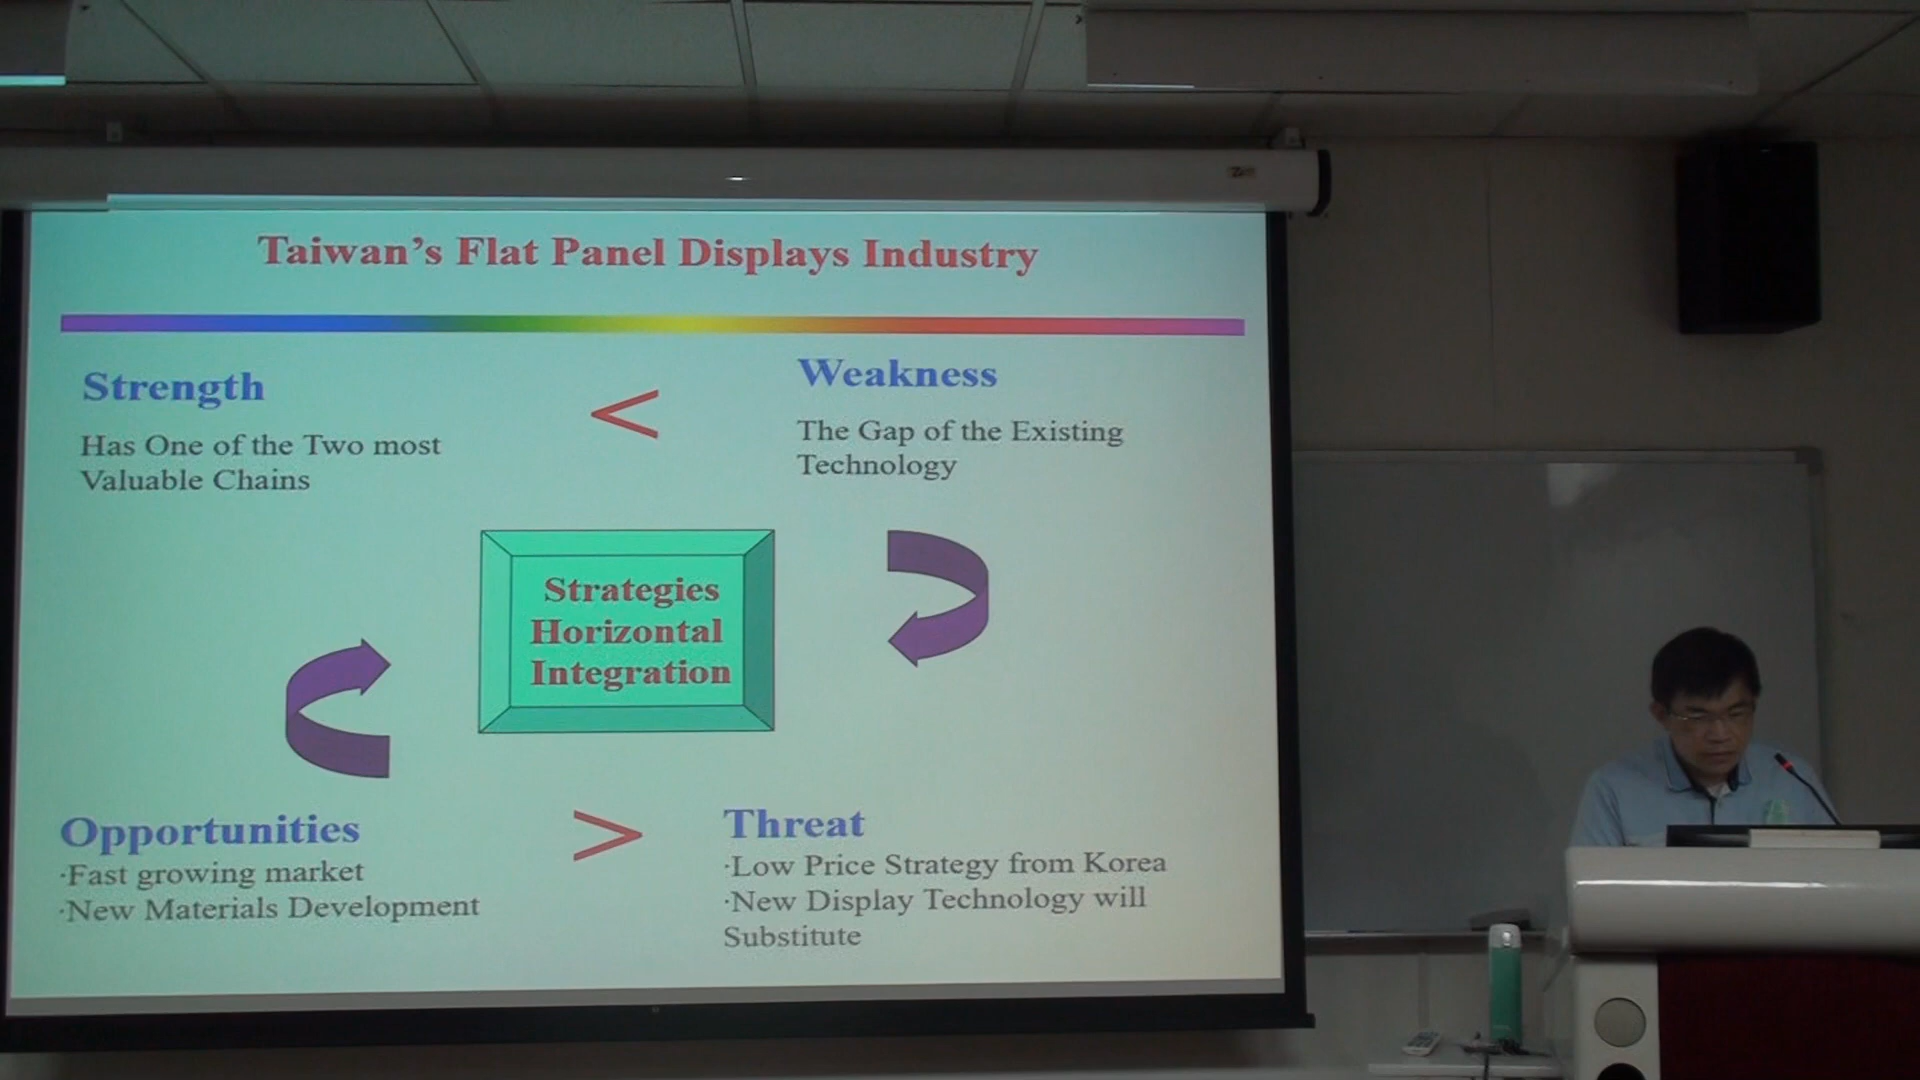 Taiwan's Flat Panel Displays Industry
Strength
Has One of the Two most
Valuable Chains
<
Weakness
The Gap of the Existing
Technology
Strategies
Horizontal
Integration
Opportunities
·Fast growing market
·New Materials Development
>
Threat
·Low Price Strategy from Korea
·New Display Technology will
Substitute